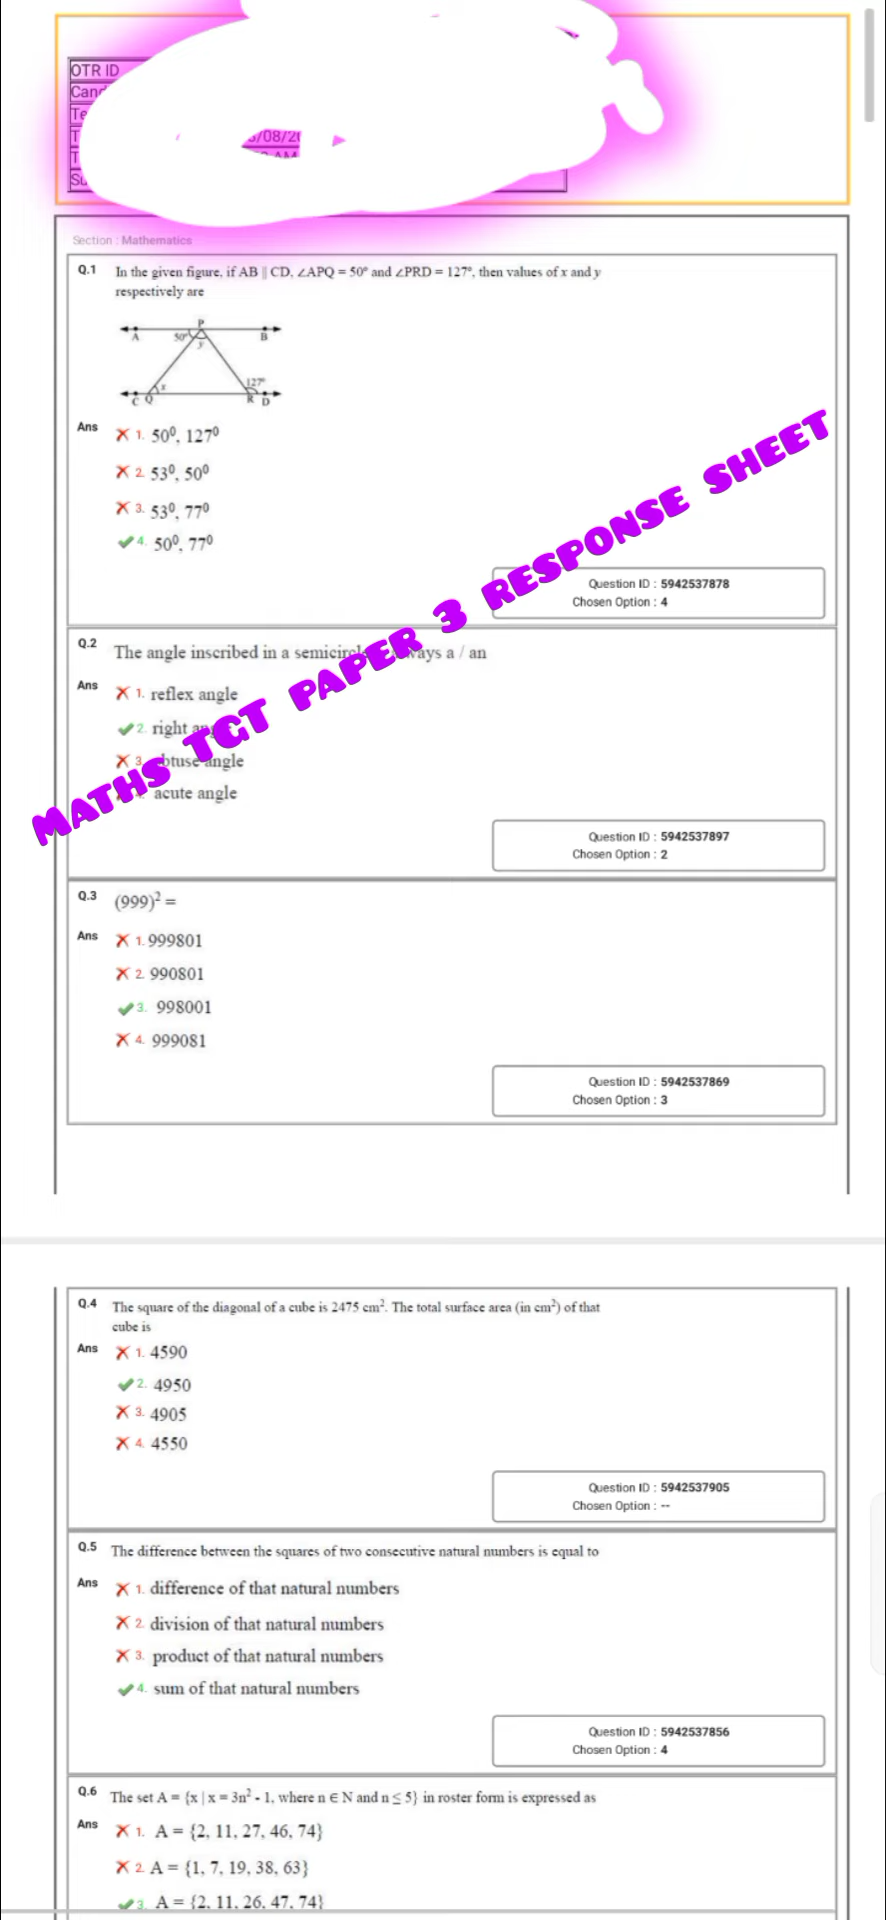 OTR ID
/08/20
AM
Section : Mathematics
Q.1 In the given figure, if AB || CD, ∠APQ = 50° and ∠PRD = 127°, then values of x and y
respectively are
P
A 50° y B
x 127°
C Q R D
Ans 1. 50⁰, 127⁰
2. 53⁰, 50⁰
3. 53⁰, 77⁰
4. 50⁰, 77⁰
Question ID : 5942537878
Chosen Option : 4
MATHS TGT PAPER 3 RESPONSE SHEET
Q.2 The angle inscribed in a a / an
Ans 1. reflex angle
2. right
3. angle
acute angle
Question ID : 5942537897
Chosen Option : 2
Q.3 (999)² =
Ans 1. 999801
2. 990801
3. 998001
4. 999081
Question ID : 5942537869
Chosen Option : 3
Q.4 The square of the diagonal of a cube is 2475 cm². The total surface area (in cm²) of that
cube is
Ans 1. 4590
2. 4950
3. 4905
4. 4550
Question ID : 5942537905
Chosen Option : --
Q.5 The difference between the squares of two consecutive natural numbers is equal to
Ans 1. difference of that natural numbers
2. division of that natural numbers
3. product of that natural numbers
4. sum of that natural numbers
Question ID : 5942537856
Chosen Option : 4
Q.6 The set A = {x | x = 3n² - 1, where n ∈ N and n ≤ 5} in roster form is expressed as
Ans 1. A = {2, 11, 27, 46, 74}
2. A = {1, 7, 19, 38, 63}
3. A = {2, 11, 26, 47, 74}